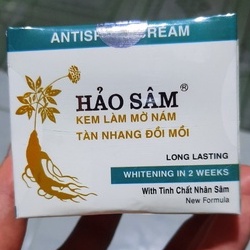 CREAM
HẢO SÂM®
KEM LÀM MỜ NÁM
TÀN NHANG ĐỒI MỒI
LONG LASTING
WHITENING IN 2 WEEKS
With Tinh Chất Nhân Sâm
New Formula